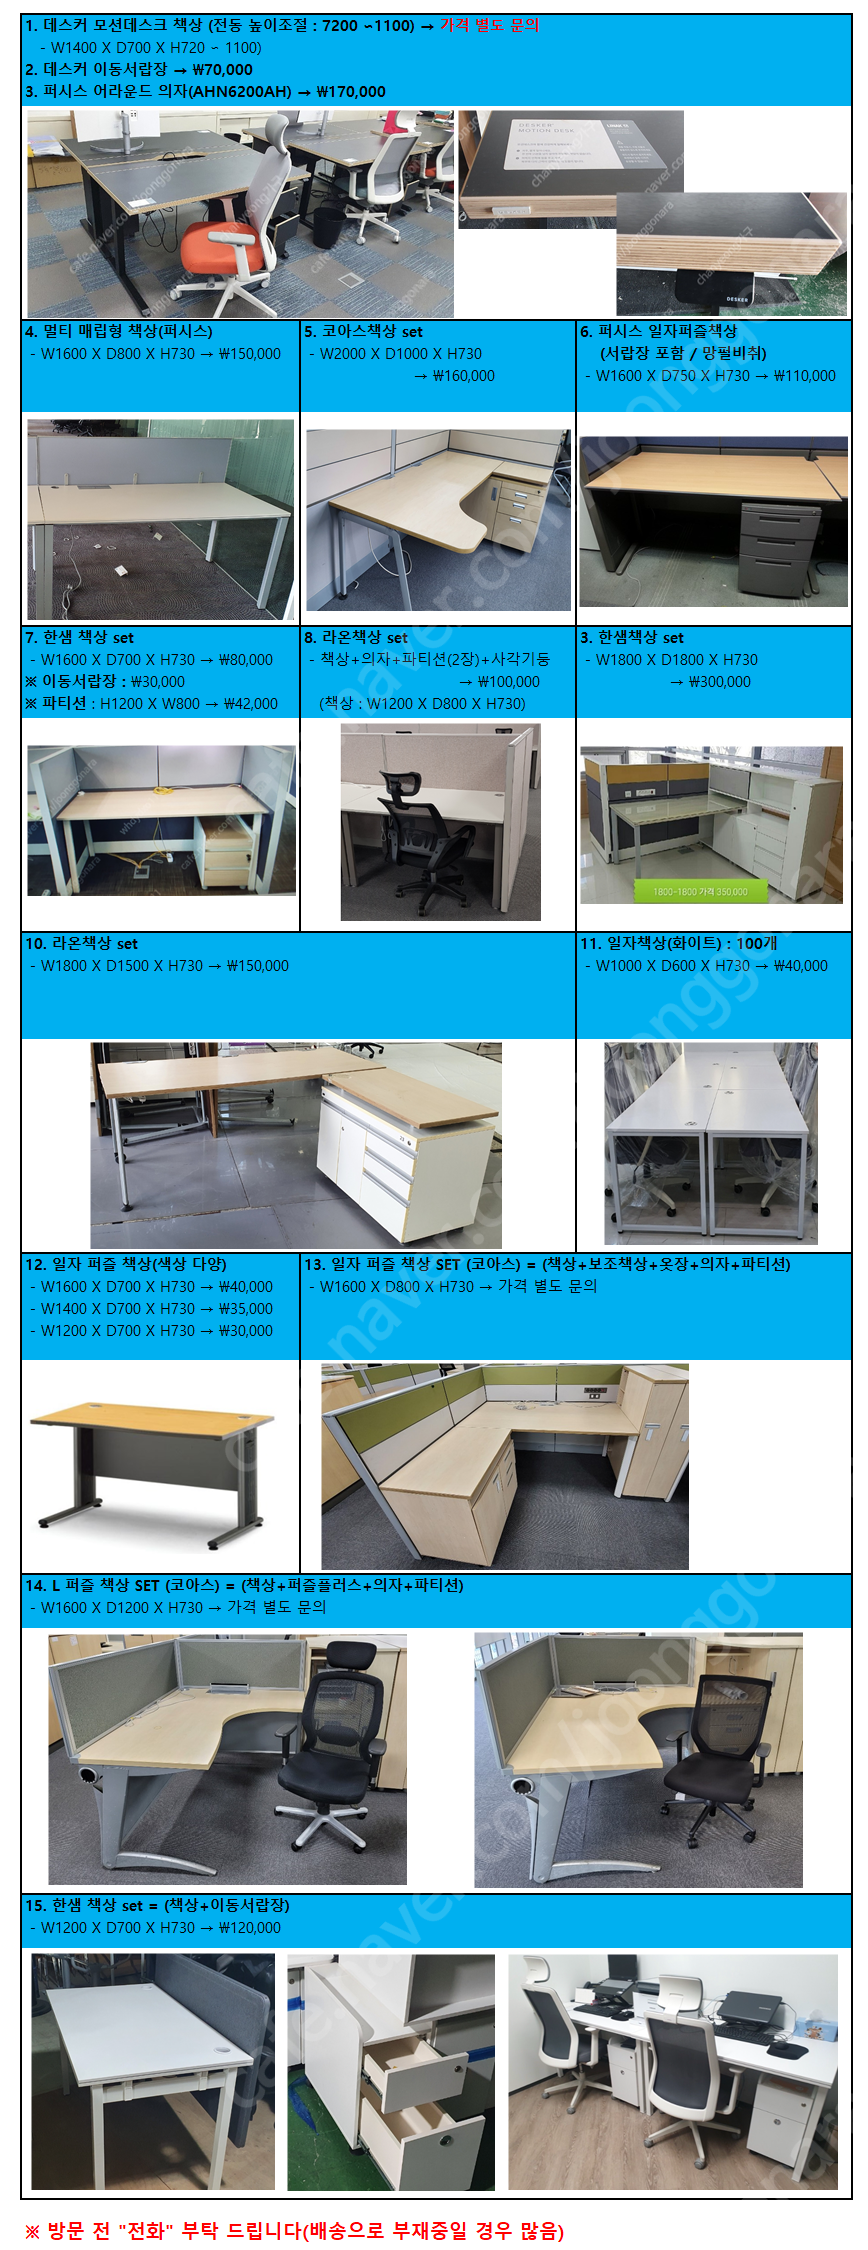 1. 데스커 모션데스크 책상 (전동 높이조절 : 7200 ~1100) → 가격 별도 문의
- W1400 X D700 X H720 ~ 1100)
2. 데스커 이동서랍장 → ₩70,000
3. 퍼시스 어라운드 의자(AHN6200AH) → ₩170,000
DESKER
MOTION DESK
DESKER
4. 멀티 매립형 책상(퍼시스)
- W1600 X D800 X H730 → ₩150,000
5. 코아스책상 set
- W2000 X D1000 X H730
→ ₩160,000
6. 퍼시스 일자퍼즐책상
(서랍장 포함 / 망펄비취)
- W1600 X D750 X H730 → ₩110,000
7. 한샘 책상 set
- W1600 X D700 X H730 → ₩80,000
※ 이동서랍장 : ₩30,000
※ 파티션 : H1200 X W800 → ₩42,000
8. 라온책상 set
- 책상+의자+파티션(2장)+사각기둥
→ ₩100,000
(책상 : W1200 X D800 X H730)
3. 한샘책상 set
- W1800 X D1800 X H730
→ ₩300,000
1800-1800 가격 350,000
10. 라온책상 set
- W1800 X D1500 X H730 → ₩150,000
11. 일자책상(화이트) : 100개
- W1000 X D600 X H730 → ₩40,000
12. 일자 퍼즐 책상(색상 다양)
- W1600 X D700 X H730 → ₩40,000
- W1400 X D700 X H730 → ₩35,000
- W1200 X D700 X H730 → ₩30,000
13. 일자 퍼즐 책상 SET (코아스) = (책상+보조책상+옷장+의자+파티션)
- W1600 X D800 X H730 → 가격 별도 문의
14. L 퍼즐 책상 SET (코아스) = (책상+퍼즐플러스+의자+파티션)
- W1600 X D1200 X H730 → 가격 별도 문의
15. 한샘 책상 set = (책상+이동서랍장)
- W1200 X D700 X H730 → ₩120,000
※ 방문 전 "전화" 부탁 드립니다(배송으로 부재중일 경우 많음)
cafe.naver.com/joonggonara